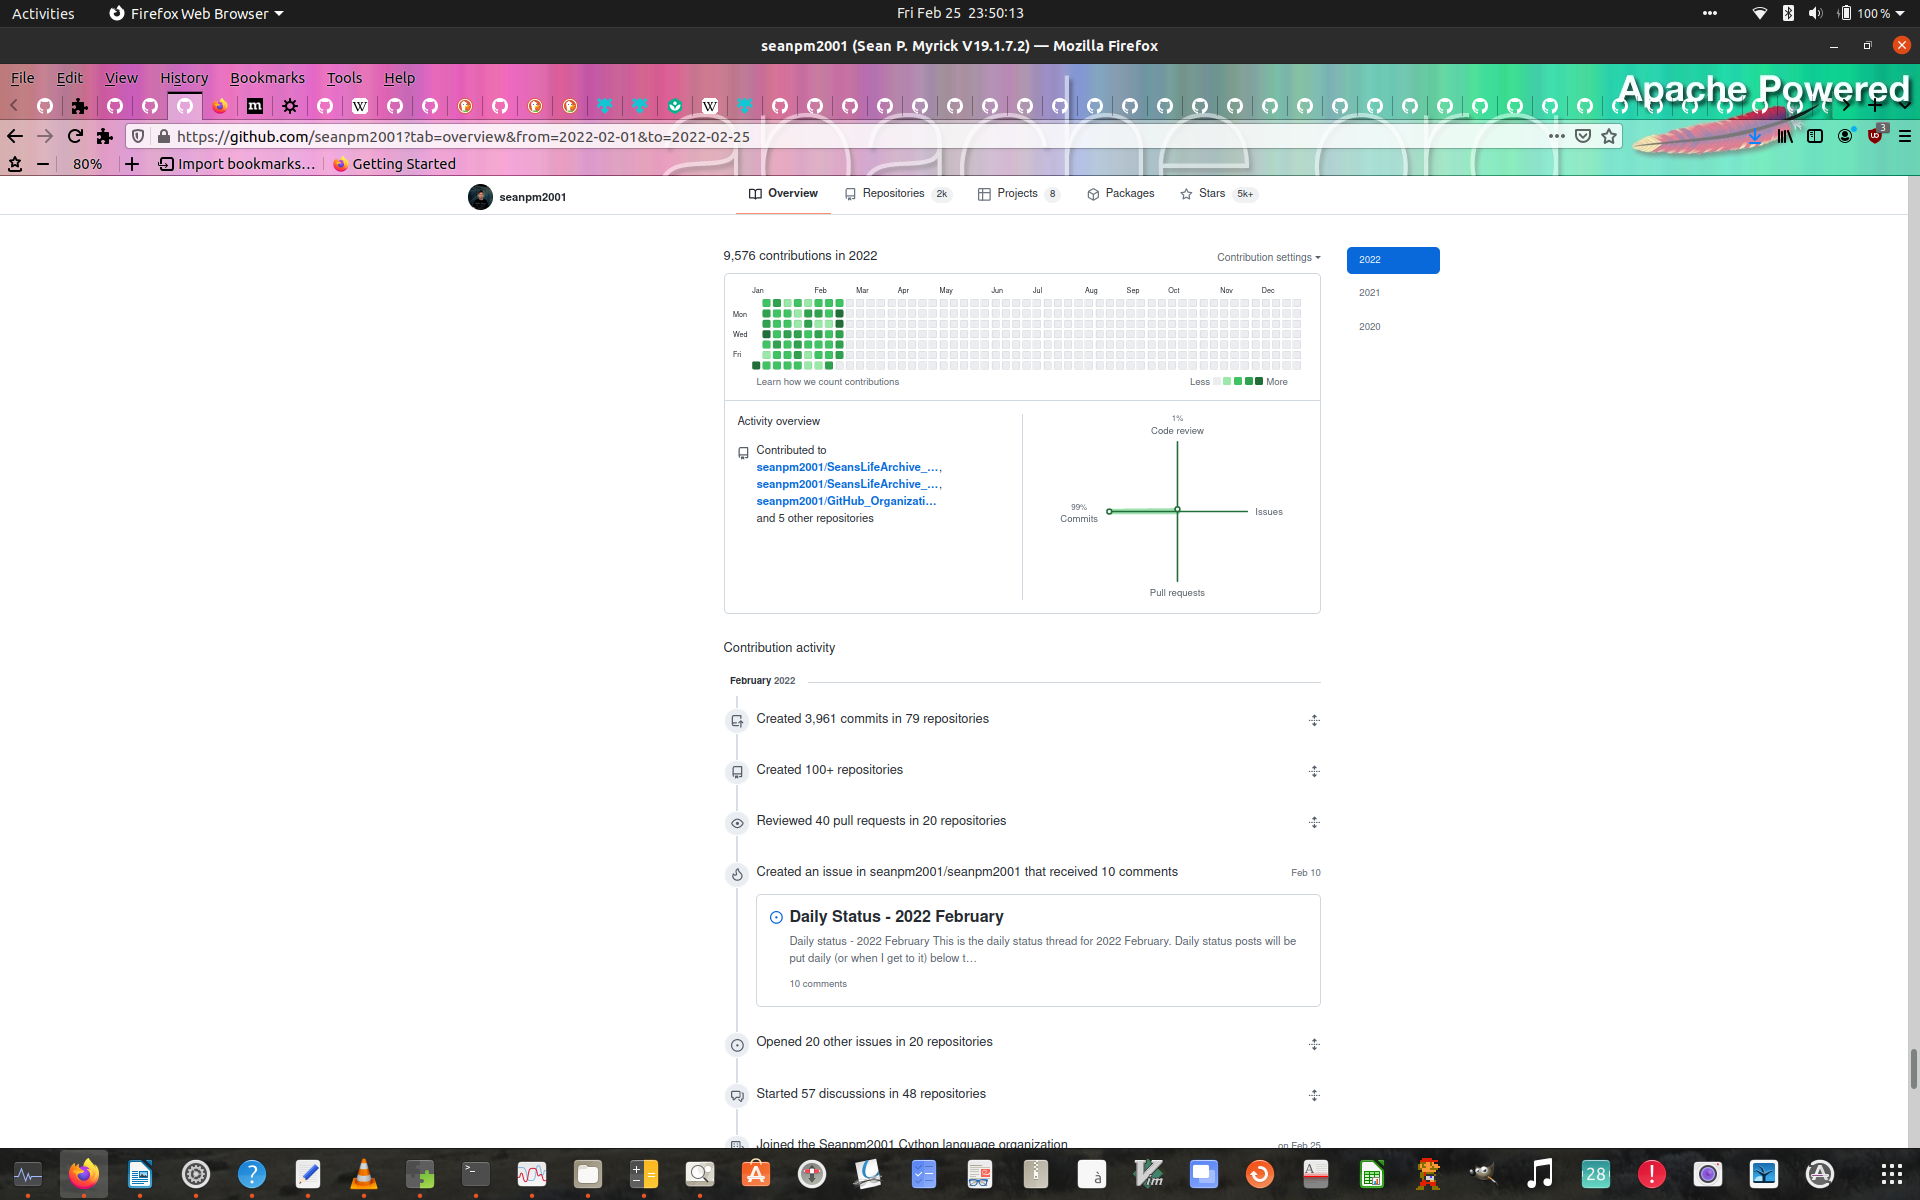 Activities
Firefox Web Browser
Fri Feb 25 23:50:13
100 %
seanpm2001 (Sean P. Myrick V19.1.7.2) — Mozilla Firefox
File Edit View History Bookmarks Tools Help
Apache Powered
https://github.com/seanpm2001?tab=overview&from=2022-02-01&to=2022-02-25
3
80%
Import bookmarks...
Getting Started
apache.org
seanpm2001
Overview
Repositories 2k
Projects 8
Packages
Stars 5k+
9,576 contributions in 2022
Contribution settings
2022
2021
2020
Jan Feb Mar Apr May Jun Jul Aug Sep Oct Nov Dec
Mon
Wed
Fri
Learn how we count contributions
Less More
Activity overview
Contributed to
seanpm2001/SeansLifeArchive_…,
seanpm2001/SeansLifeArchive_…,
seanpm2001/GitHub_Organizati…
and 5 other repositories
1%
Code review
99%
Commits
Issues
Pull requests
Contribution activity
February 2022
Created 3,961 commits in 79 repositories
Created 100+ repositories
Reviewed 40 pull requests in 20 repositories
Created an issue in seanpm2001/seanpm2001 that received 10 comments
Feb 10
Daily Status - 2022 February
Daily status - 2022 February This is the daily status thread for 2022 February. Daily status posts will be
put daily (or when I get to it) below t…
10 comments
Opened 20 other issues in 20 repositories
Started 57 discussions in 48 repositories
Joined the Seanpm2001 Cython language organization
on Feb 25
28